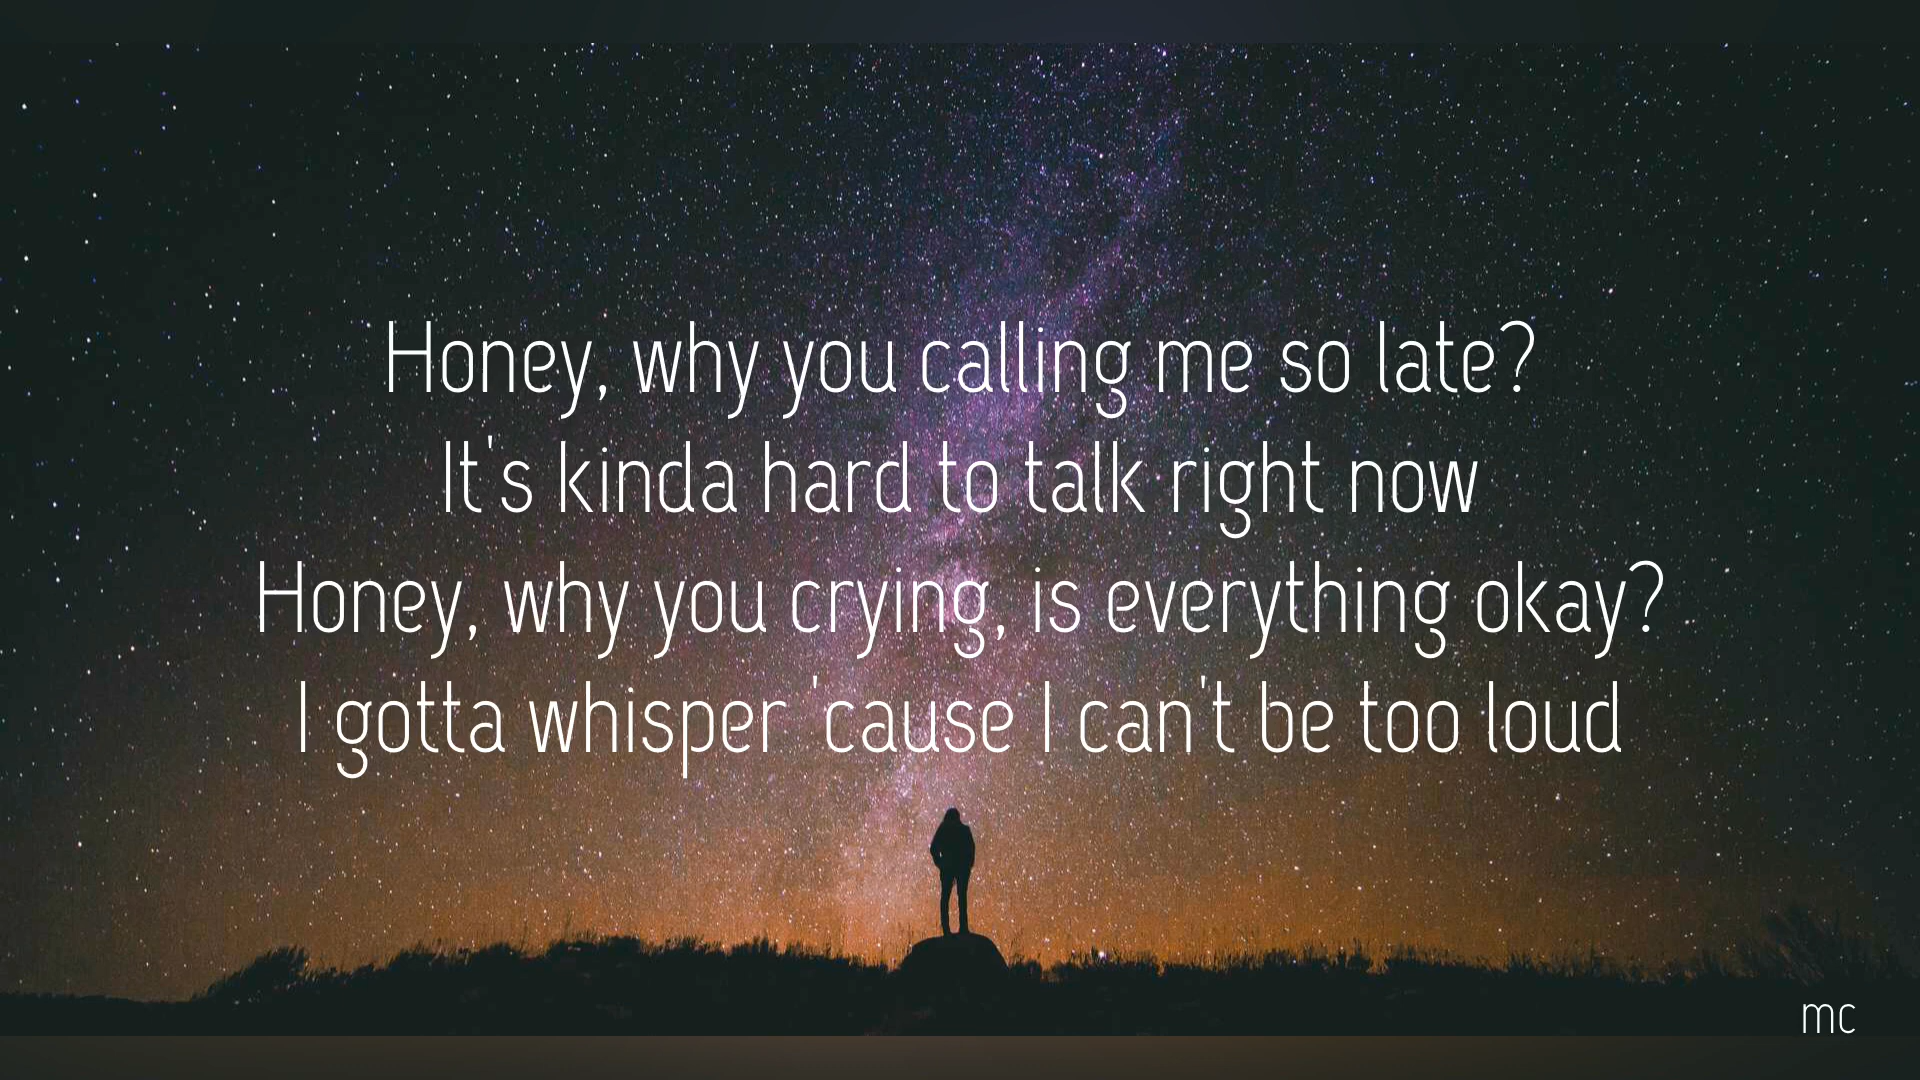 Honey, why you calling me so late?
It's kinda hard to talk right now
Honey, why you crying, is everything okay?
I gotta whisper 'cause I can't be too loud
mc